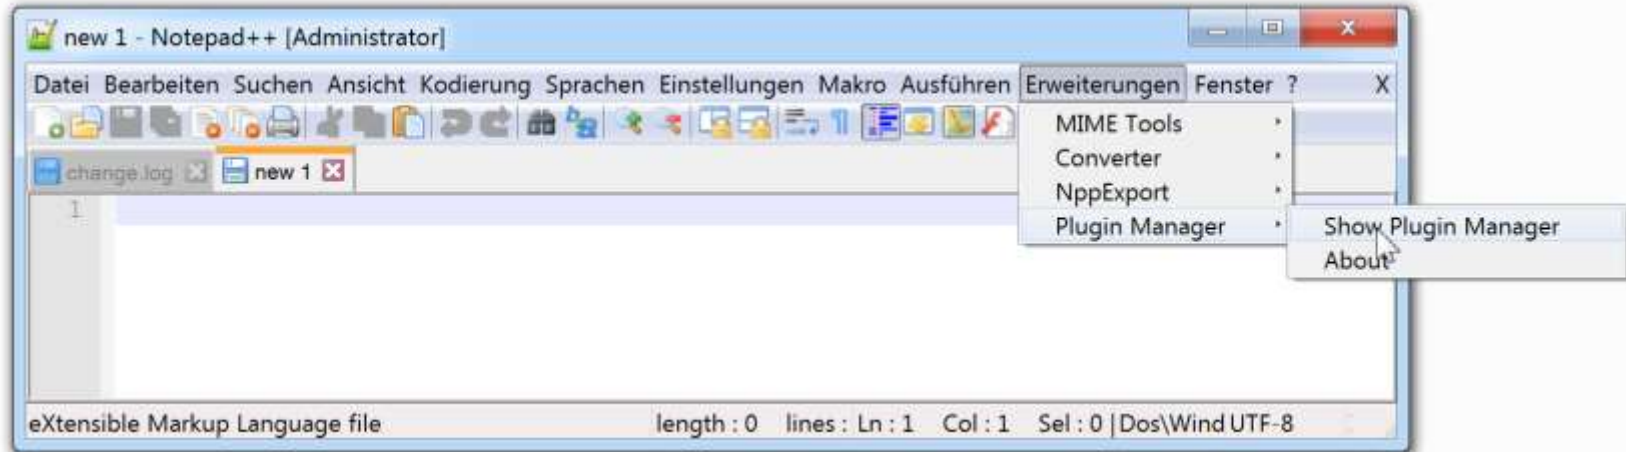 new 1 - Notepad++ [Administrator]
Datei Bearbeiten Suchen Ansicht Kodierung Sprachen Einstellungen Makro Ausführen Erweiterungen Fenster ? X
MIME Tools
change.log new 1
Converter
NppExport
1
Plugin Manager
Show Plugin Manager
About
eXtensible Markup Language file length : 0 lines : Ln : 1 Col : 1 Sel : 0 | Dos\Wind UTF-8